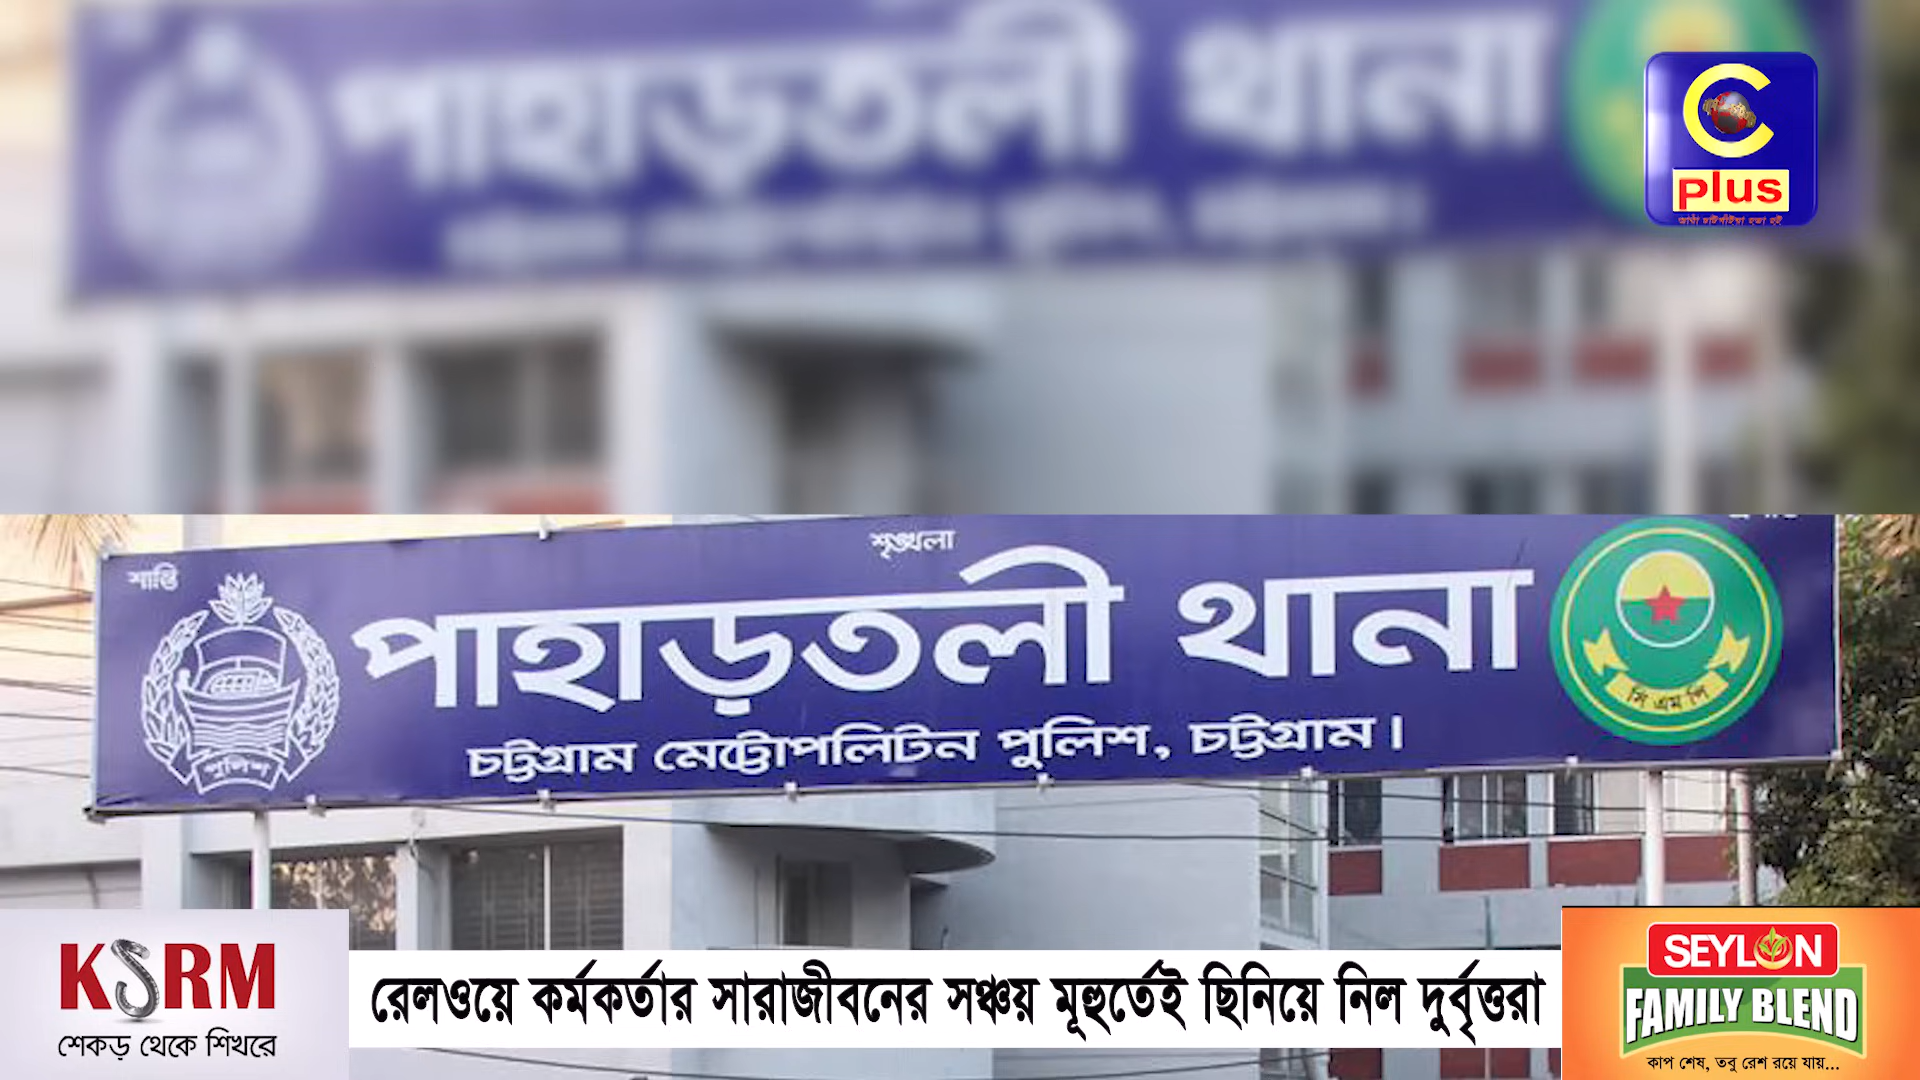 পাহাড়তলী থানা
C
plus
শান্তি
শৃঙ্খলা
পাহাড়তলী থানা
পুলিশ
সি এম পি
চট্টগ্রাম মেট্রোপলিটন পুলিশ, চট্টগ্রাম।
KSRM
শেকড় থেকে শিখরে
রেলওয়ে কর্মকর্তার সারাজীবনের সঞ্চয় মূহুর্তেই ছিনিয়ে নিল দুর্বৃত্তরা
SEYLON
FAMILY BLEND
কাপ শেষ, তবু রেশ রয়ে যায়...